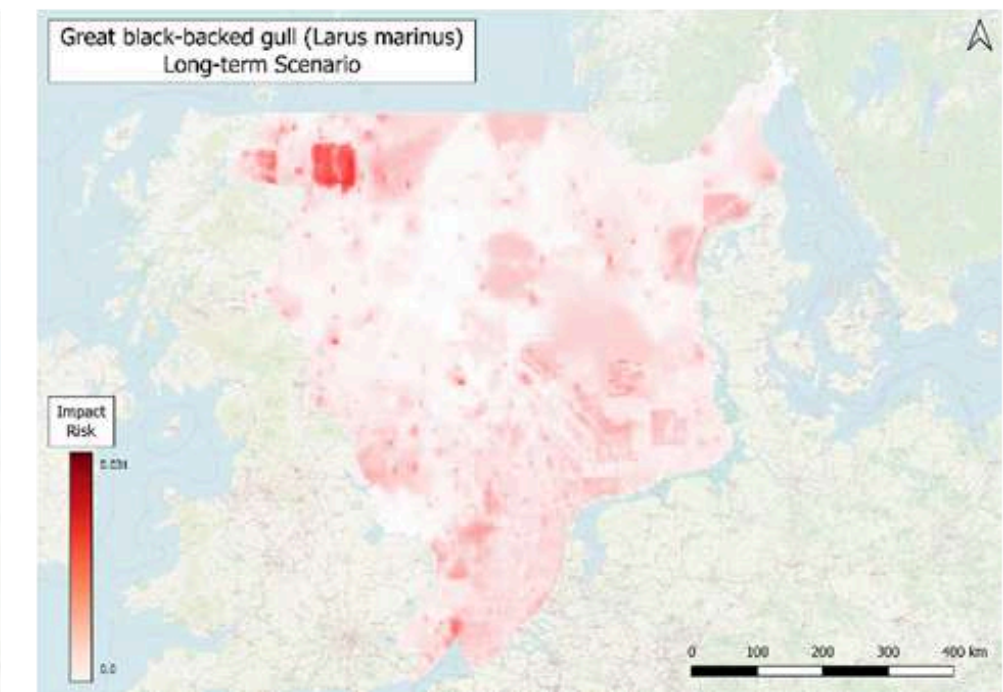 Great black-backed gull (Larus marinus)
Long-term Scenario
Impact
Risk
0.0
0 100 200 300 400 km